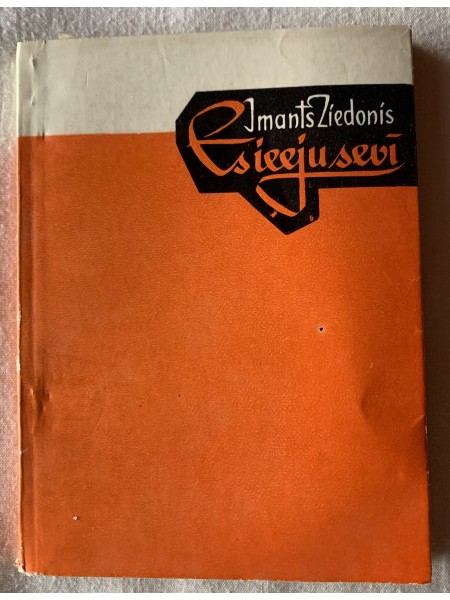 Imants Ziedonis
Es ieeju sevī